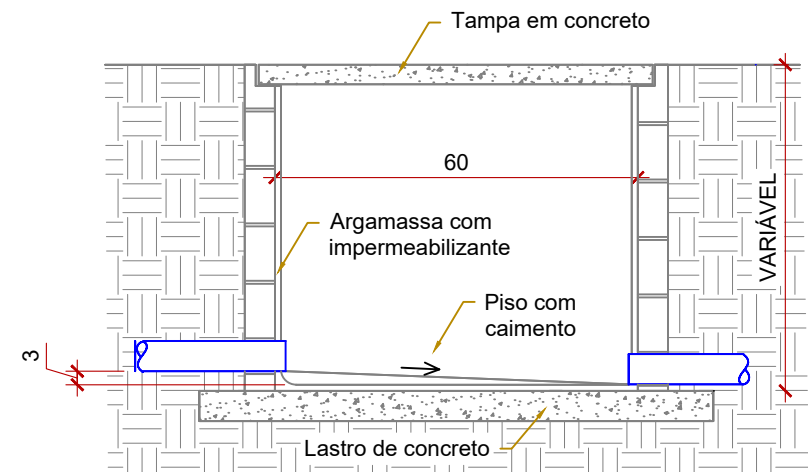 Tampa em concreto
60
VARIÁVEL
Argamassa com
impermeabilizante
Piso com
caimento
3
Lastro de concreto